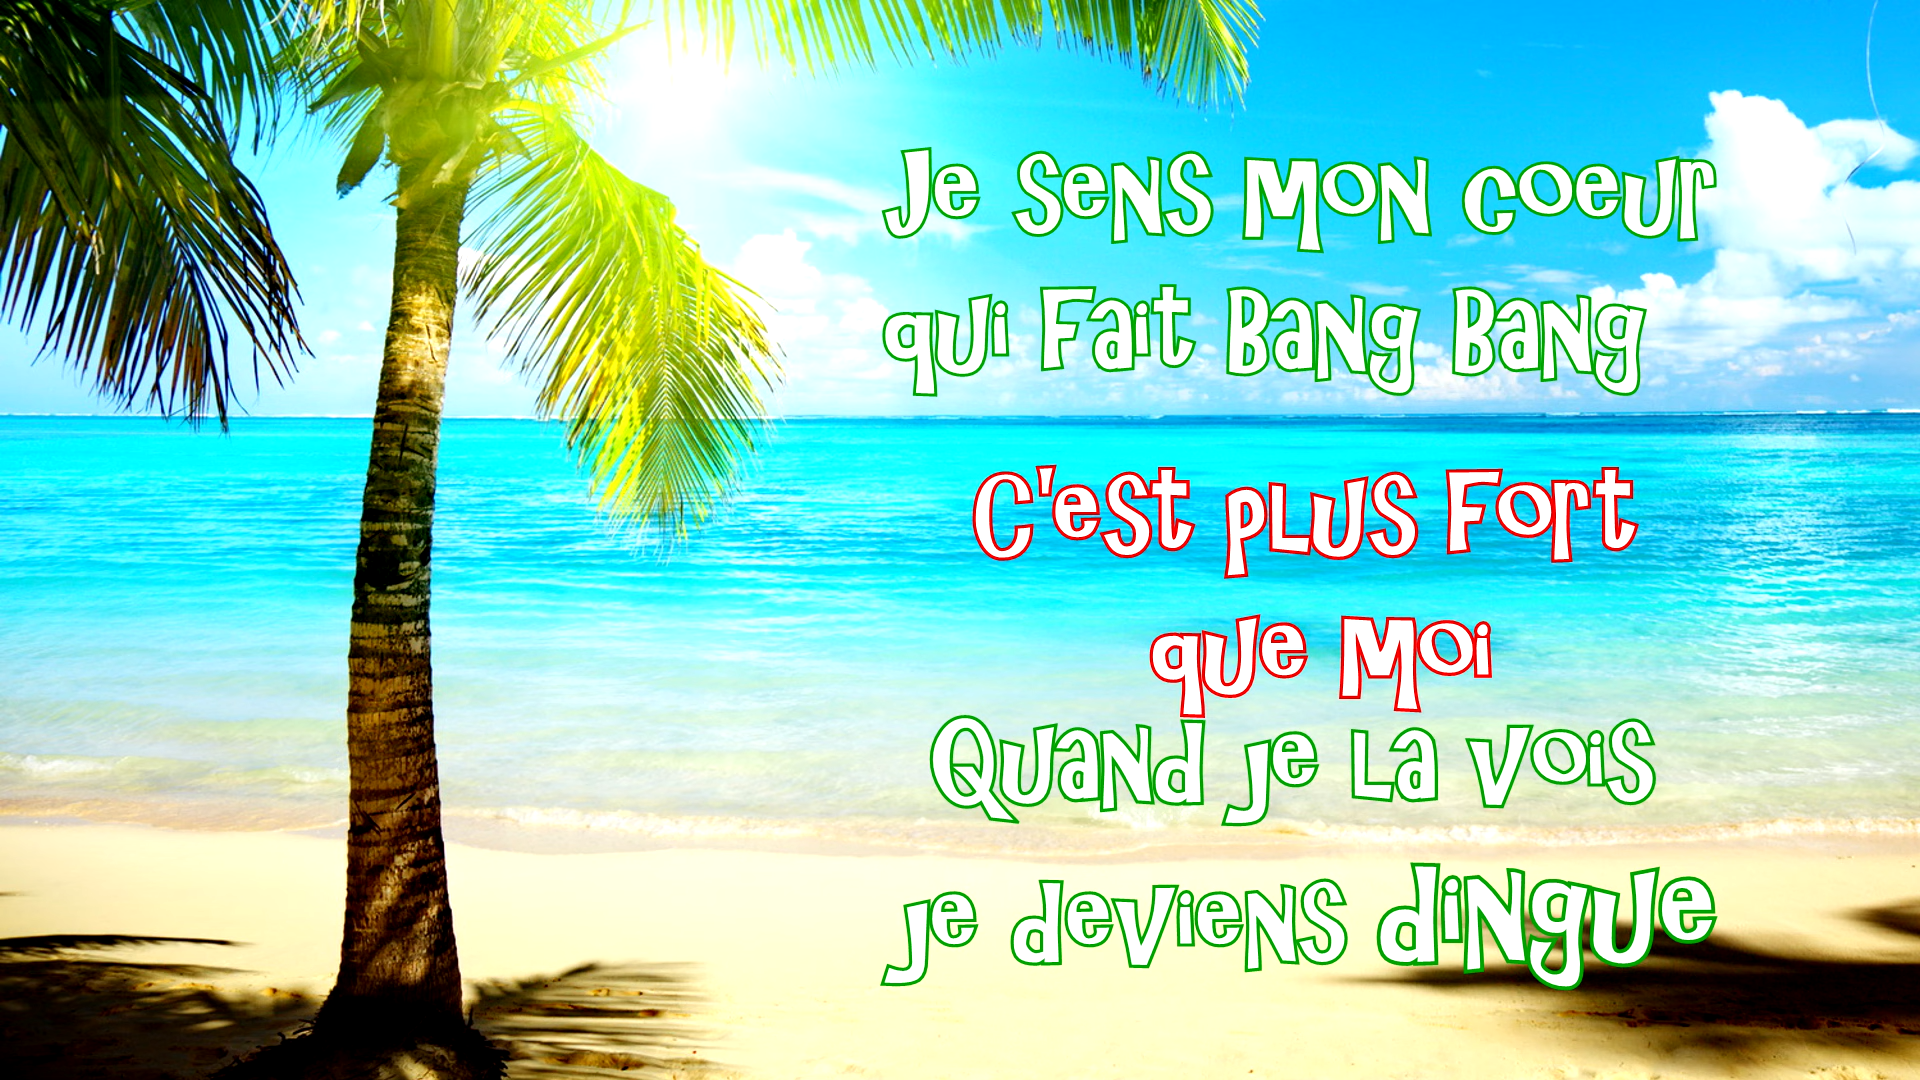 Je sens mon coeur
qui fait bang bang
C'est plus fort
que moi
Quand je la vois
je deviens dingue